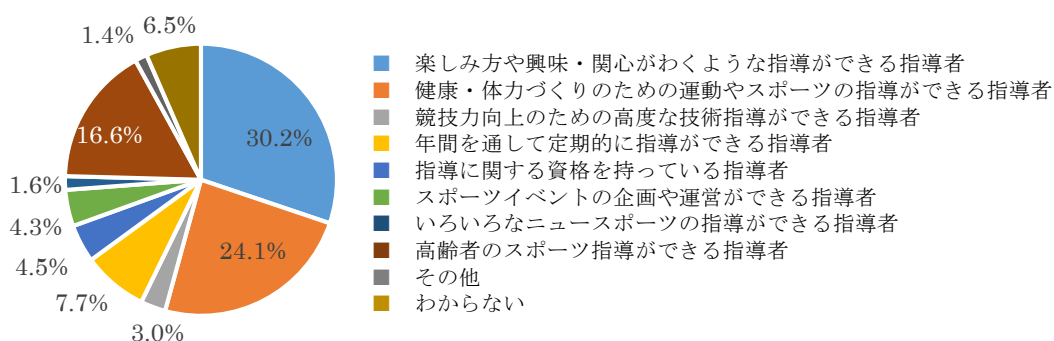 6.5%
1.4%
30.2%
16.6%
1.6%
4.3%
4.5%
7.7%
3.0%
24.1%
楽しみ方や興味・関心がわくような指導ができる指導者
健康・体力づくりのための運動やスポーツの指導ができる指導者
競技力向上のための高度な技術指導ができる指導者
年間を通して定期的に指導ができる指導者
指導に関する資格を持っている指導者
スポーツイベントの企画や運営ができる指導者
いろいろなニュースポーツの指導ができる指導者
高齢者のスポーツ指導ができる指導者
その他
わからない